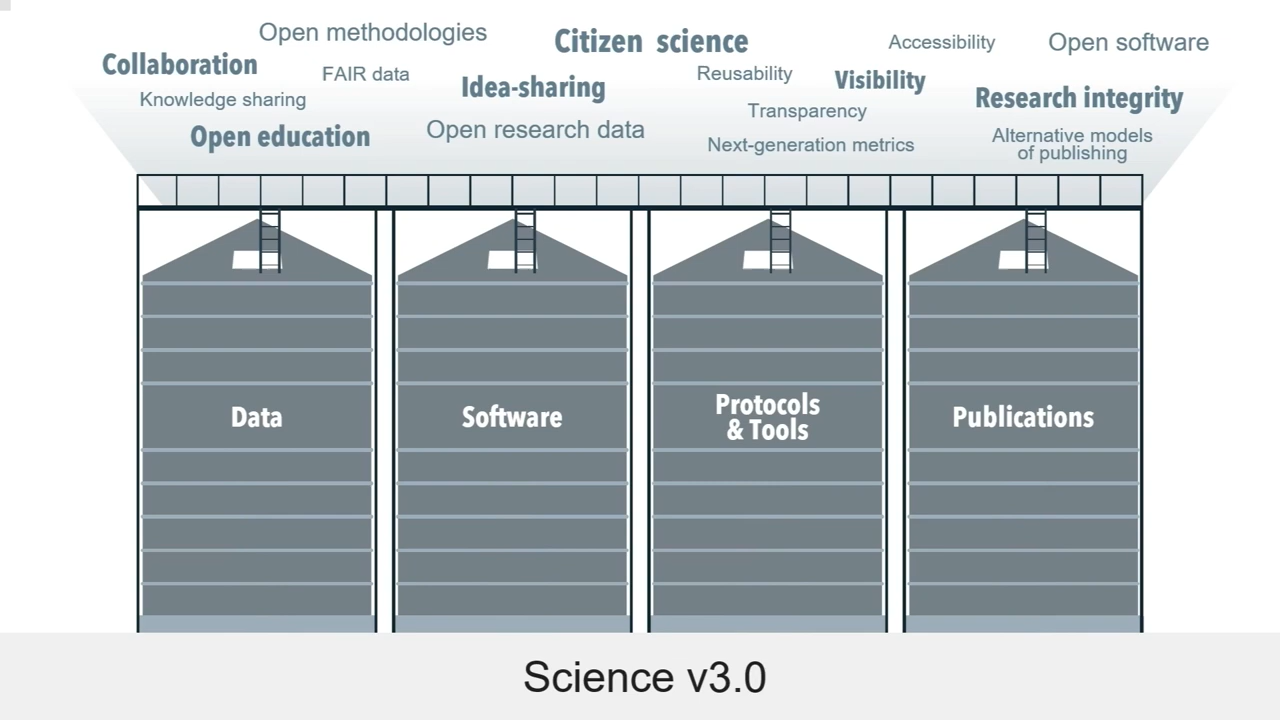 Open methodologies
Citizen science
Accessibility
Open software
Collaboration
FAIR data
Idea-sharing
Reusability
Visibility
Knowledge sharing
Transparency
Research integrity
Open education
Open research data
Next-generation metrics
Alternative models
of publishing
Data
Software
Protocols
& Tools
Publications
Science v3.0